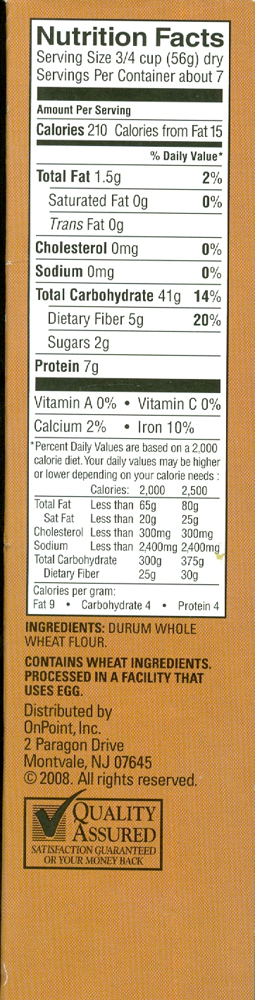 Nutrition Facts
Serving Size 3/4 cup (56g) dry
Servings Per Container about 7
Amount Per Serving
Calories 210 Calories from Fat 15
% Daily Value*
Total Fat 1.5g 2%
Saturated Fat 0g 0%
Trans Fat 0g
Cholesterol 0mg 0%
Sodium 0mg 0%
Total Carbohydrate 41g 14%
Dietary Fiber 5g 20%
Sugars 2g
Protein 7g
Vitamin A 0% • Vitamin C 0%
Calcium 2% • Iron 10%
*Percent Daily Values are based on a 2,000
calorie diet. Your daily values may be higher
or lower depending on your calorie needs :
Calories: 2,000 2,500
Total Fat Less than 65g 80g
Sat Fat Less than 20g 25g
Cholesterol Less than 300mg 300mg
Sodium Less than 2,400mg 2,400mg
Total Carbohydrate 300g 375g
Dietary Fiber 25g 30g
Calories per gram:
Fat 9 • Carbohydrate 4 • Protein 4
INGREDIENTS: DURUM WHOLE
WHEAT FLOUR.
CONTAINS WHEAT INGREDIENTS.
PROCESSED IN A FACILITY THAT
USES EGG.
Distributed by
OnPoint, Inc.
2 Paragon Drive
Montvale, NJ 07645
© 2008. All rights reserved.
QUALITY
ASSURED
SATISFACTION GUARANTEED
OR YOUR MONEY BACK